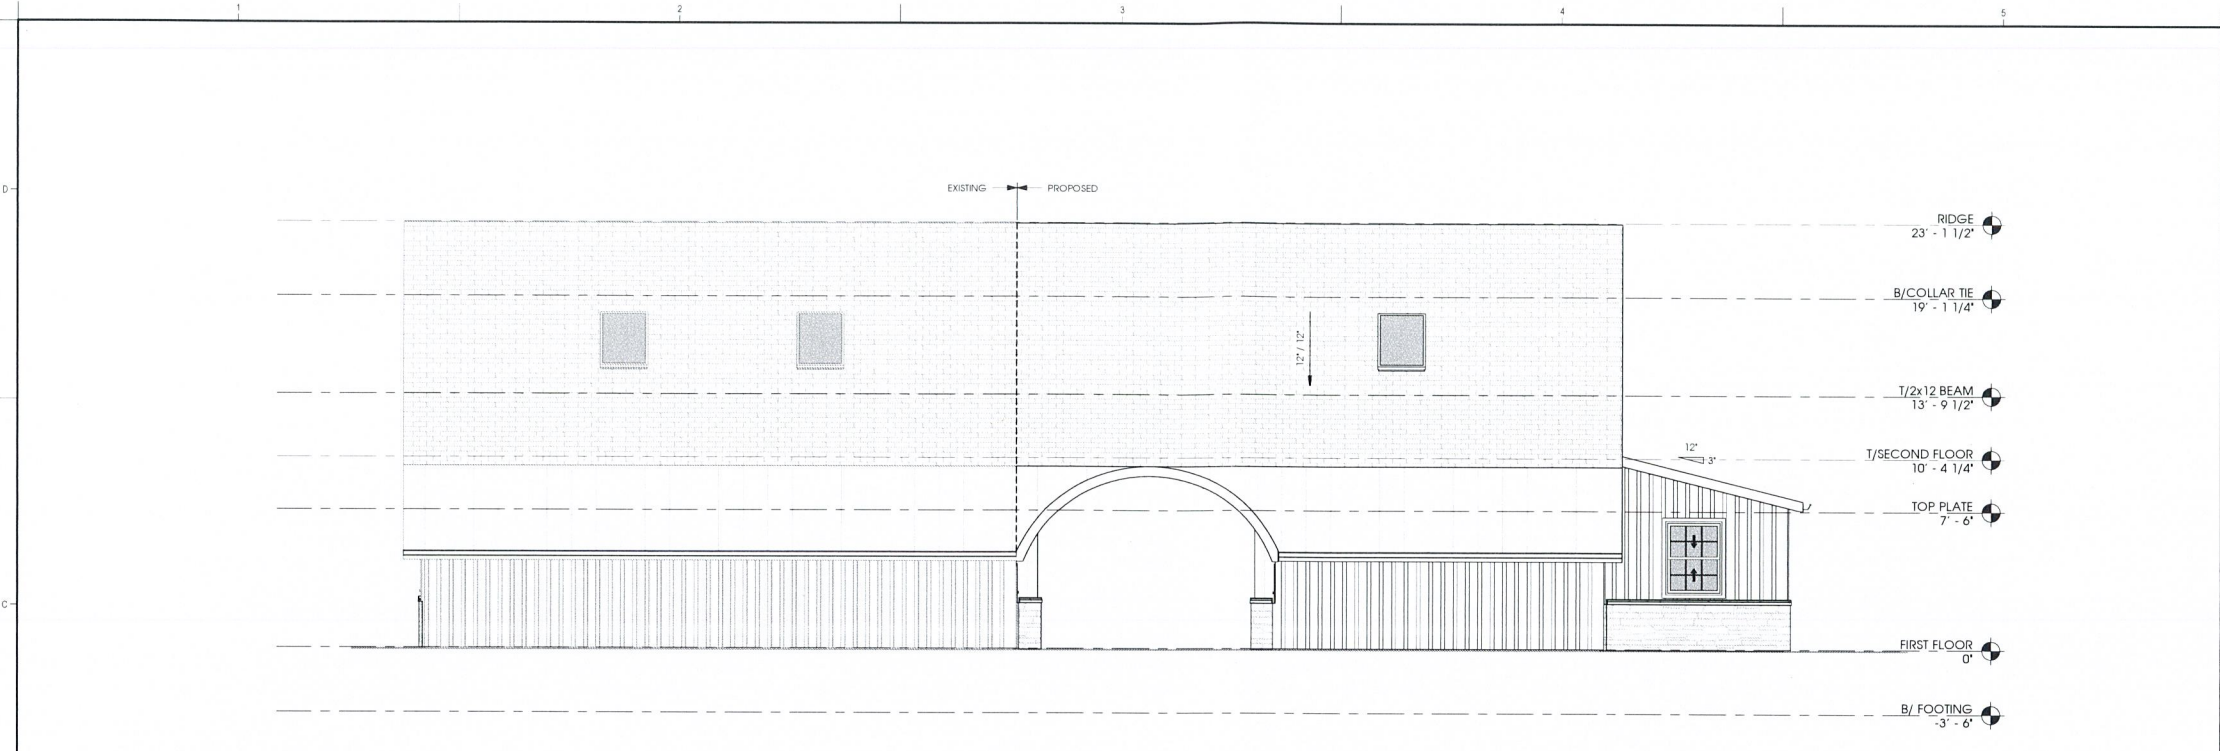 1 2 3 4 5
D
EXISTING PROPOSED
RIDGE
23' - 1 1/2"
B/COLLAR TIE
19' - 1 1/4"
12" / 12"
T/2x12 BEAM
13' - 9 1/2"
12"
3"
T/SECOND FLOOR
10' - 4 1/4"
TOP PLATE
7' - 6"
C
FIRST FLOOR
0"
B/ FOOTING
-3' - 6"